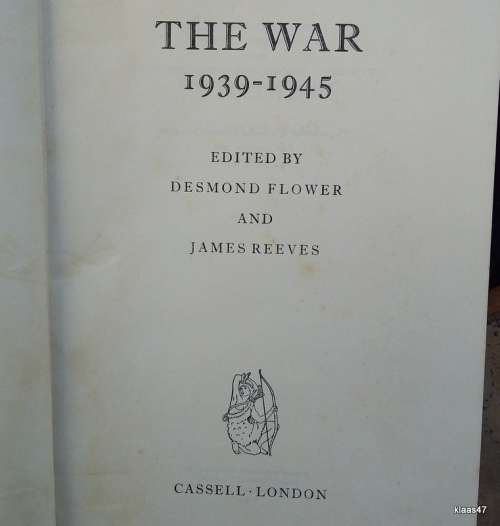 THE WAR
1939-1945
EDITED BY
DESMOND FLOWER
AND
JAMES REEVES
CASSELL · LONDON
klaas47